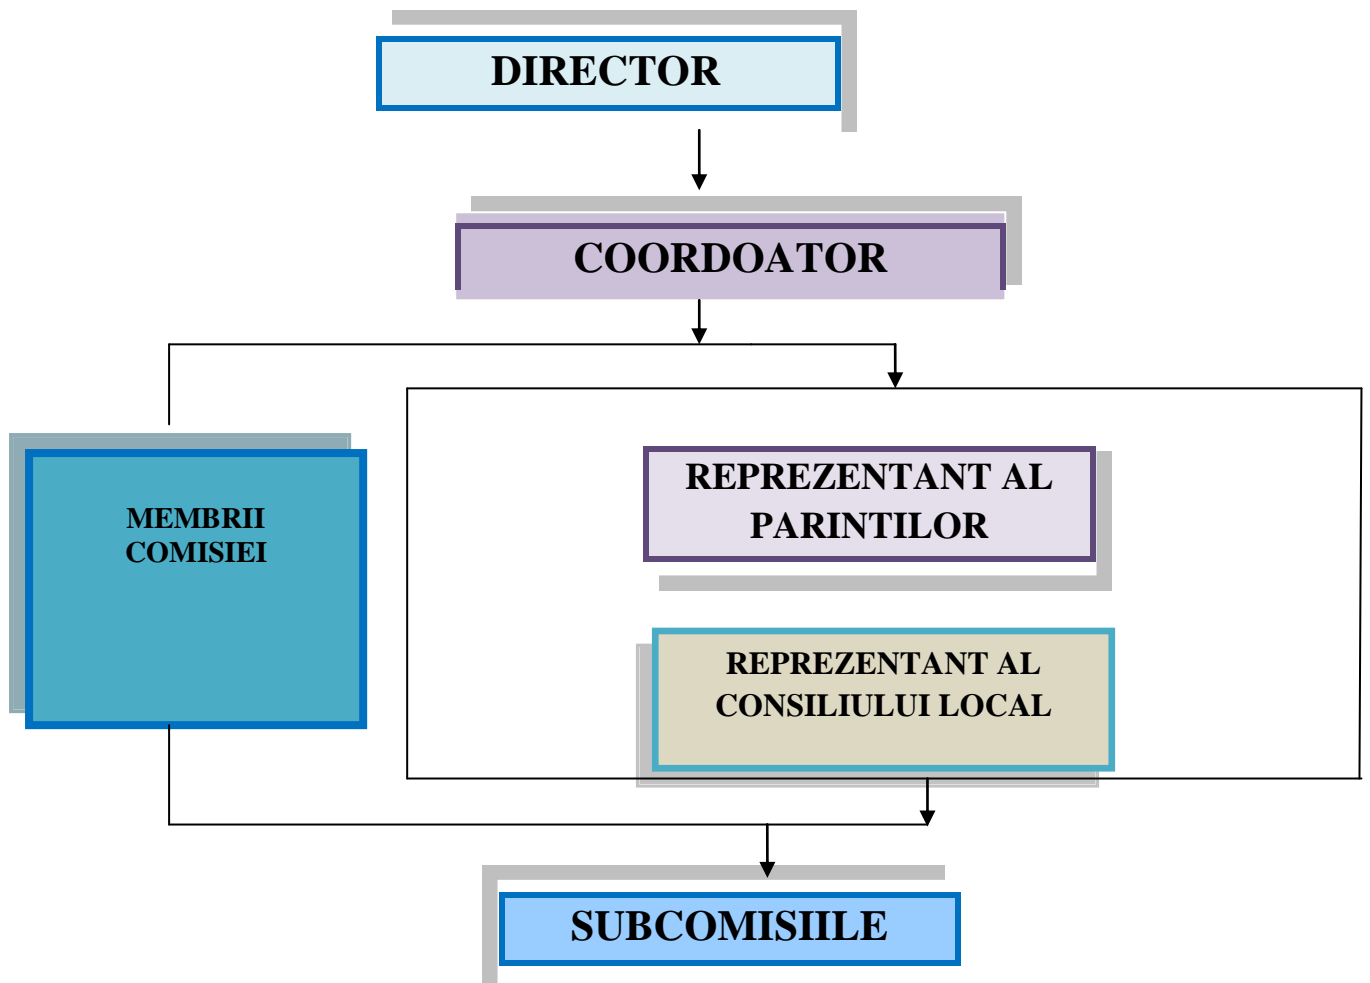 DIRECTOR
COORDOATOR
MEMBRII
COMISIEI
REPREZENTANT AL
PARINTILOR
REPREZENTANT AL
CONSILIULUI LOCAL
SUBCOMISIILE